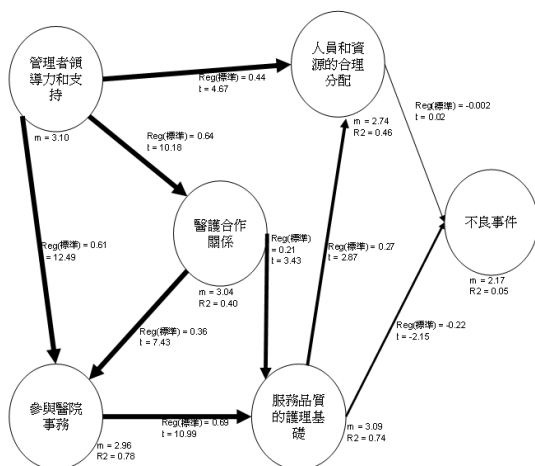 管理者領
導力和支
持
m = 3.10
Reg(標準) = 0.44
t = 4.67
人員和資
源的合理
分配
m = 2.74
R2 = 0.46
Reg(標準) = -0.002
t = 0.02
Reg(標準) = 0.64
t = 10.18
醫護合作
關係
m = 3.04
R2 = 0.40
Reg(標準)
= 0.21
t = 3.43
Reg(標準) = 0.27
t = 2.87
不良事件
m = 2.17
R2 = 0.05
Reg(標準) = 0.61
= 12.49
Reg(標準) = 0.36
t = 7.43
Reg(標準) = -0.22
t = -2.15
參與醫院
事務
m = 2.96
R2 = 0.78
Reg(標準) = 0.69
t = 10.99
服務品質
的護理基
礎
m = 3.09
R2 = 0.74